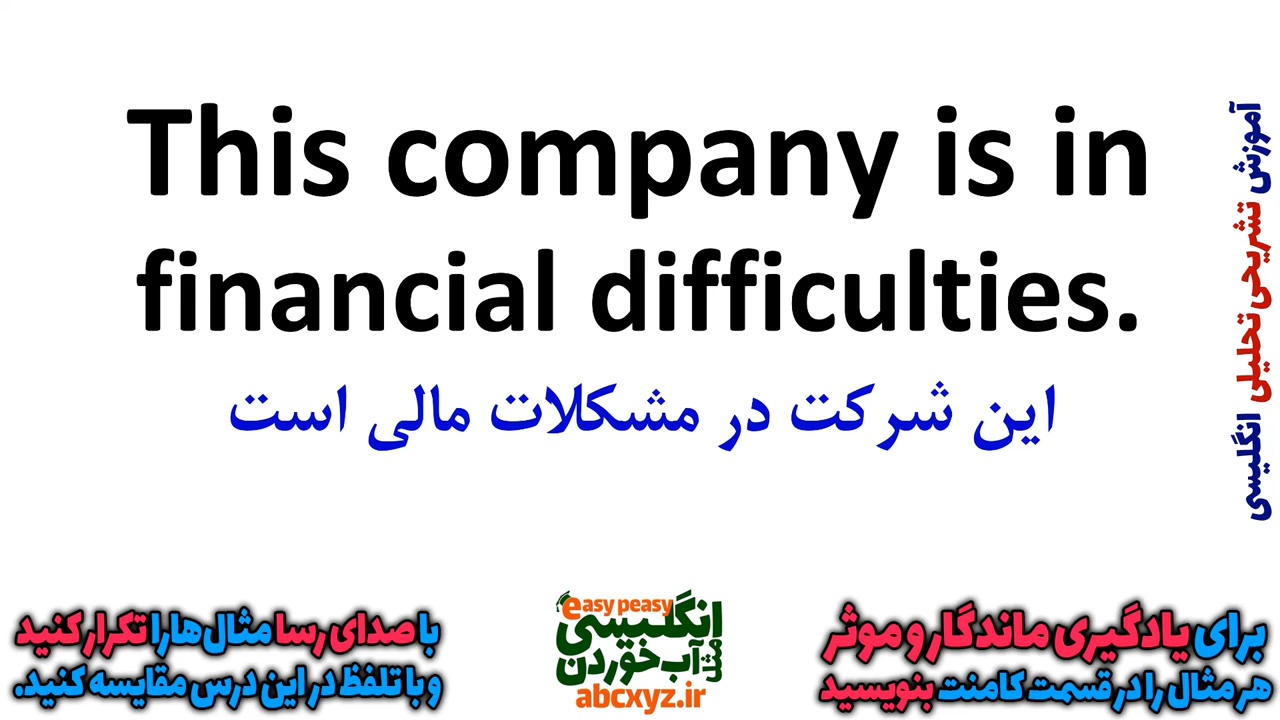 This company is in
financial difficulties.
این شرکت در مشکلات مالی است
آموزش تشریحی تحلیلی انگلیسی
با صدای رسا مثال‌ها را تکرار کنید
و با تلفظ در این درس مقایسه کنید.
easy peasy
انگلیسی
مثل آب خوردن
abcxyz.ir
برای یادگیری ماندگار و موثر
هر مثال را در قسمت کامنت بنویسید